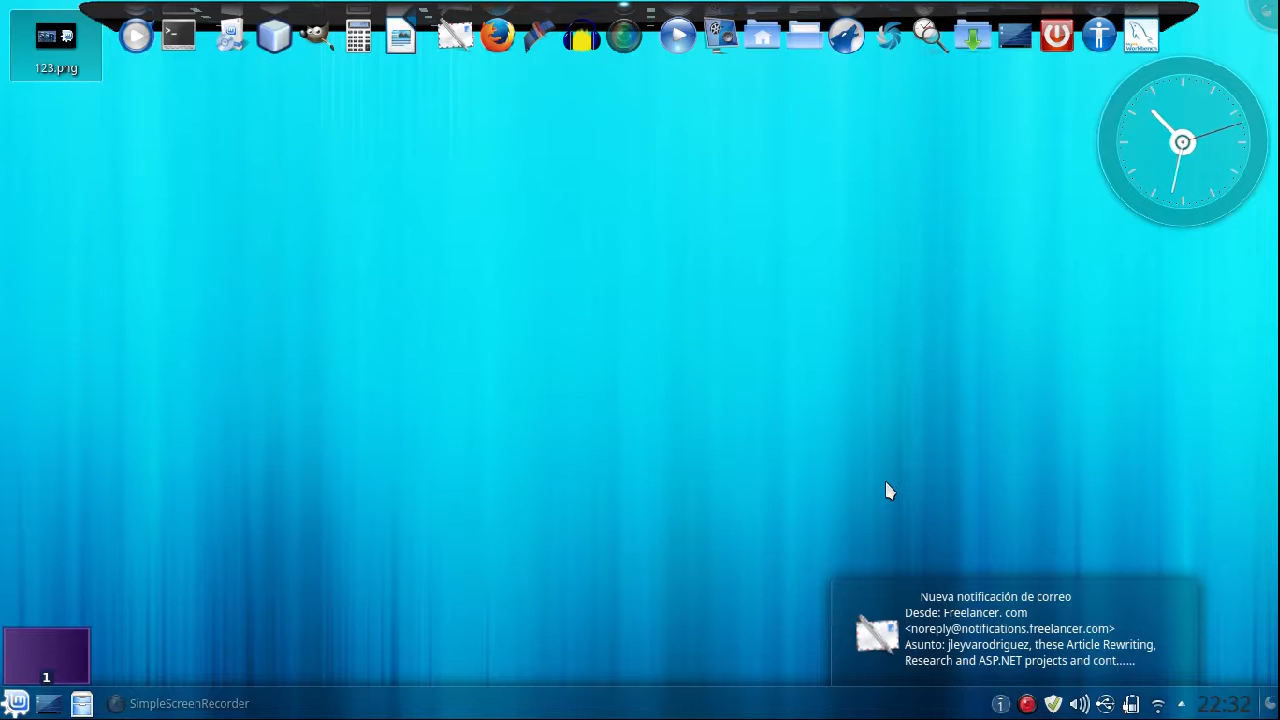 123.png
Workbench
Nueva notificación de correo
Desde: Freelancer. com
<noreply@notifications.freelancer.com>
Asunto: jleyvarodriguez, these Article Rewriting,
Research and ASP.NET projects and cont......
1
SimpleScreenRecorder
22:32